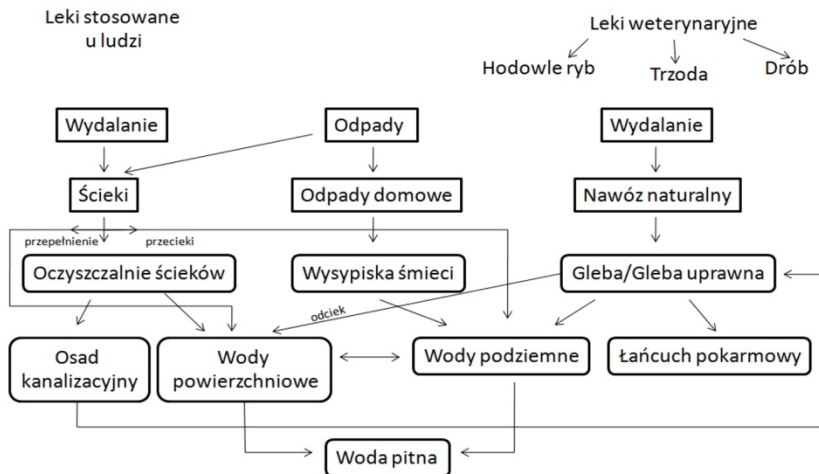 Leki stosowane
u ludzi
Leki weterynaryjne
Hodowle ryb
Trzoda
Drób
Wydalanie
Odpady
Wydalanie
Ścieki
Odpady domowe
Nawóz naturalny
przepełnienie
przecieki
Oczyszczalnie ścieków
Wysypiska śmieci
Gleba/Gleba uprawna
odciek
Osad
kanalizacyjny
Wody
powierzchniowe
Wody podziemne
Łańcuch pokarmowy
Woda pitna